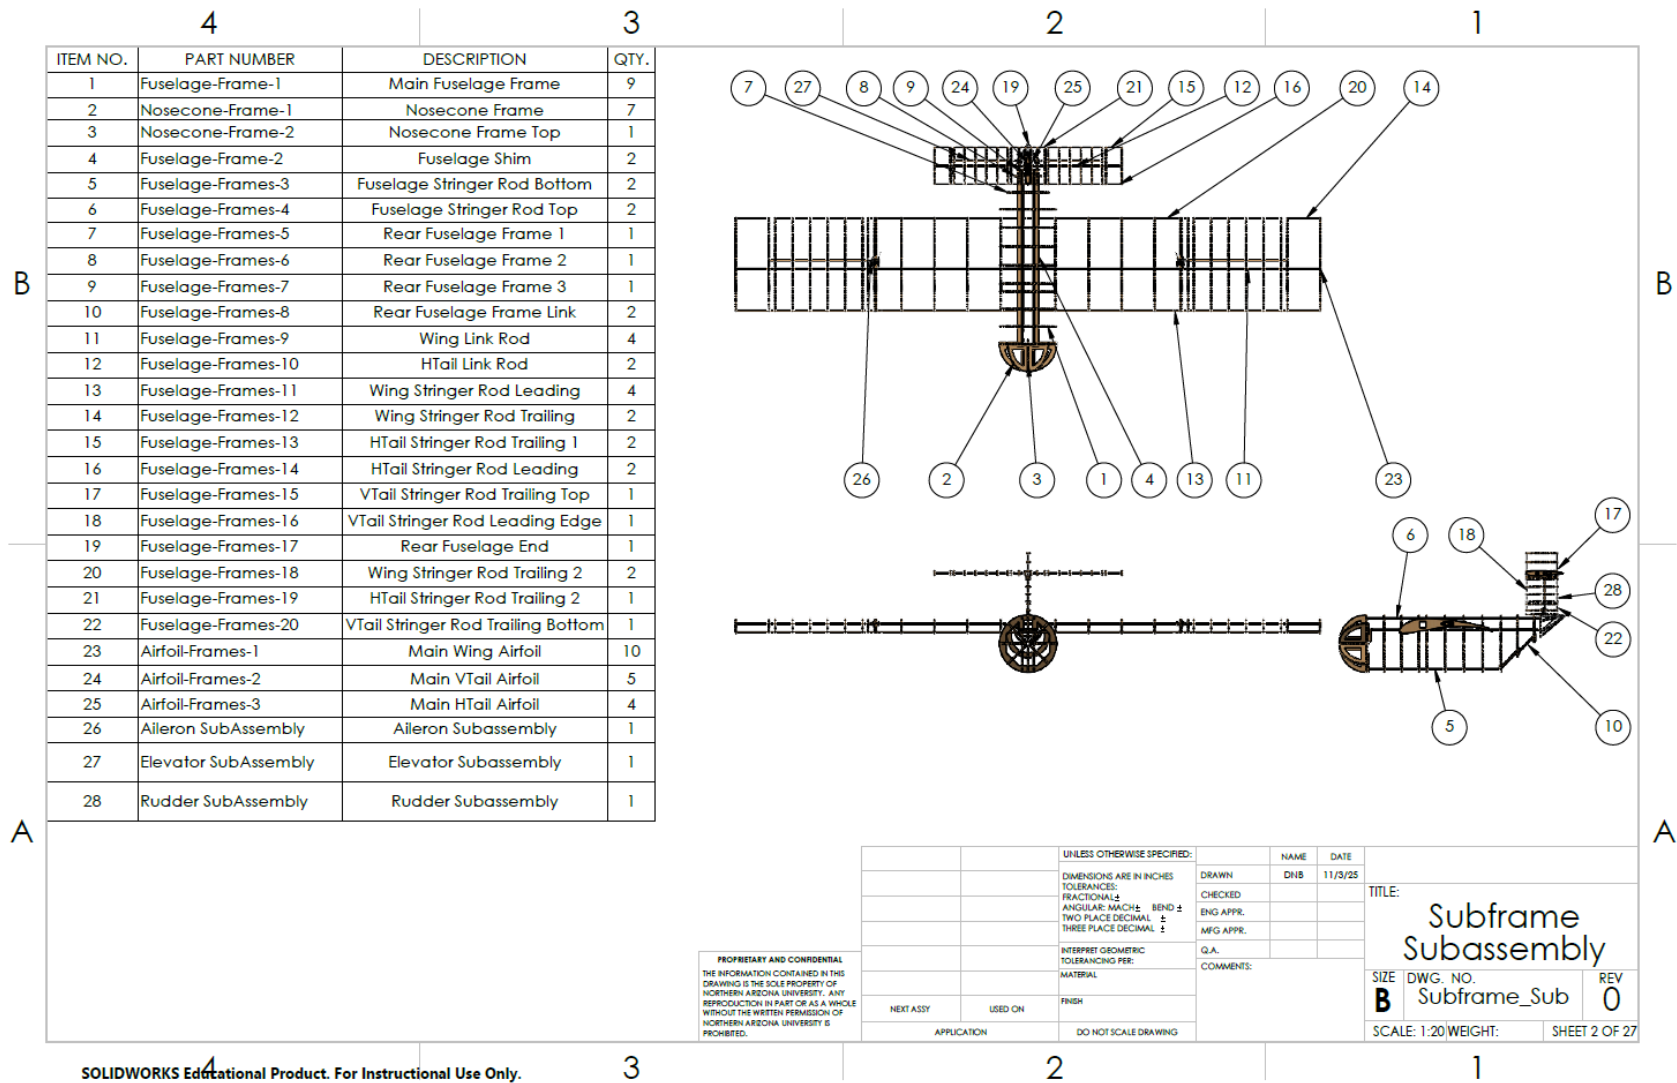 4 3 2 1
ITEM NO. PART NUMBER DESCRIPTION QTY.
1 Fuselage-Frame-1 Main Fuselage Frame 9
2 Nosecone-Frame-1 Nosecone Frame 7
3 Nosecone-Frame-2 Nosecone Frame Top 1
4 Fuselage-Frame-2 Fuselage Shim 2
5 Fuselage-Frames-3 Fuselage Stringer Rod Bottom 2
6 Fuselage-Frames-4 Fuselage Stringer Rod Top 2
7 Fuselage-Frames-5 Rear Fuselage Frame 1 1
8 Fuselage-Frames-6 Rear Fuselage Frame 2 1
9 Fuselage-Frames-7 Rear Fuselage Frame 3 1
10 Fuselage-Frames-8 Rear Fuselage Frame Link 2
11 Fuselage-Frames-9 Wing Link Rod 4
12 Fuselage-Frames-10 HTail Link Rod 2
13 Fuselage-Frames-11 Wing Stringer Rod Leading 4
14 Fuselage-Frames-12 Wing Stringer Rod Trailing 2
15 Fuselage-Frames-13 HTail Stringer Rod Trailing 1 2
16 Fuselage-Frames-14 HTail Stringer Rod Leading 2
17 Fuselage-Frames-15 VTail Stringer Rod Trailing Top 1
18 Fuselage-Frames-16 VTail Stringer Rod Leading Edge 1
19 Fuselage-Frames-17 Rear Fuselage End 1
20 Fuselage-Frames-18 Wing Stringer Rod Trailing 2 2
21 Fuselage-Frames-19 HTail Stringer Rod Trailing 2 1
22 Fuselage-Frames-20 VTail Stringer Rod Trailing Bottom 1
23 Airfoil-Frames-1 Main Wing Airfoil 10
24 Airfoil-Frames-2 Main VTail Airfoil 5
25 Airfoil-Frames-3 Main HTail Airfoil 4
26 Aileron SubAssembly Aileron Subassembly 1
27 Elevator SubAssembly Elevator Subassembly 1
28 Rudder SubAssembly Rudder Subassembly 1
7 27 8 9 24 19 25 21 15 12 16 20 14
B B
26 2 3 1 4 13 11 23
17
6 18
28
22
5 10
A A
UNLESS OTHERWISE SPECIFIED:
DIMENSIONS ARE IN INCHES
TOLERANCES:
FRACTIONAL±
ANGULAR: MACH± BEND ±
TWO PLACE DECIMAL ±
THREE PLACE DECIMAL ±
INTERPRET GEOMETRIC
TOLERANCING PER:
MATERIAL
FINISH
DO NOT SCALE DRAWING
NAME DATE
DRAWN DNB 11/3/25
CHECKED
ENG APPR.
MFG APPR.
Q.A.
COMMENTS:
TITLE:
Subframe
Subassembly
SIZE DWG. NO. REV
B Subframe_Sub 0
SCALE: 1:20 WEIGHT: SHEET 2 OF 27
PROPRIETARY AND CONFIDENTIAL
THE INFORMATION CONTAINED IN THIS
DRAWING IS THE SOLE PROPERTY OF
NORTHERN ARIZONA UNIVERSITY. ANY
REPRODUCTION IN PART OR AS A WHOLE
WITHOUT THE WRITTEN PERMISSION OF
NORTHERN ARIZONA UNIVERSITY IS
PROHIBITED.
NEXT ASSY USED ON
APPLICATION
4 3 2 1
SOLIDWORKS Educational Product. For Instructional Use Only.